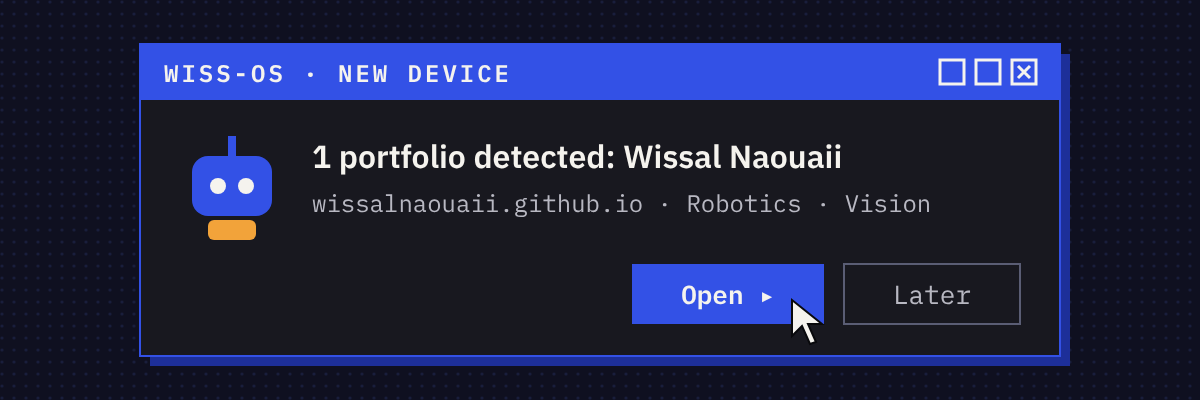 WISS-OS · NEW DEVICE
1 portfolio detected: Wissal Naouaii
wissalnaouaii.github.io · Robotics · Vision
Open ▸
Later